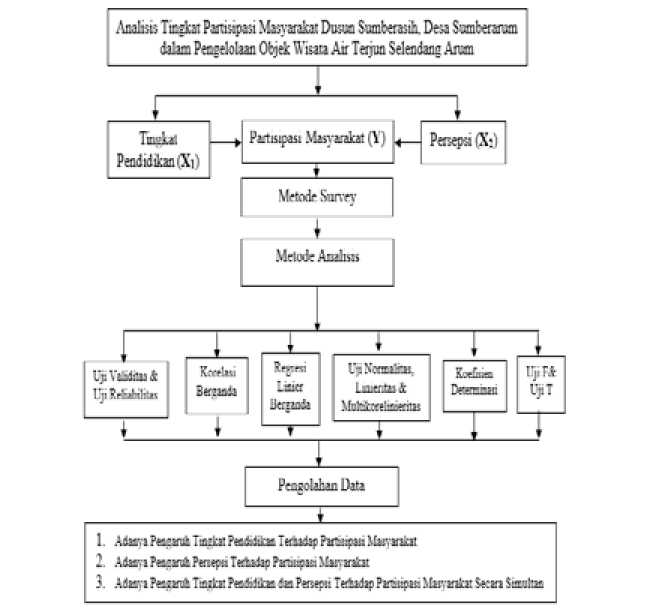 Analisis Tingkat Partisipasi Masyarakat Dusun Sumberasih, Desa Sumberarum
dalam Pengelolaan Objek Wisata Air Terjun Selendang Arum
Tingkat
Pendidikan (X1)
Partisipasi Masyarakat (Y)
Persepsi (X2)
Metode Survey
Metode Analisis
Uji Validitas &
Uji Reliabilitas
Korelasi
Berganda
Regresi
Linier
Berganda
Uji Normalitas,
Linieritas &
Multikorelinieritas
Koefisien
Determinasi
Uji F&
Uji T
Pengolahan Data
1. Adanya Pengaruh Tingkat Pendidikan Terhadap Partisipasi Masyarakat
2. Adanya Pengaruh Persepsi Terhadap Partisipasi Masyarakat
3. Adanya Pengaruh Tingkat Pendidikan dan Persepsi Terhadap Partisipasi Masyarakat Secara Simultan